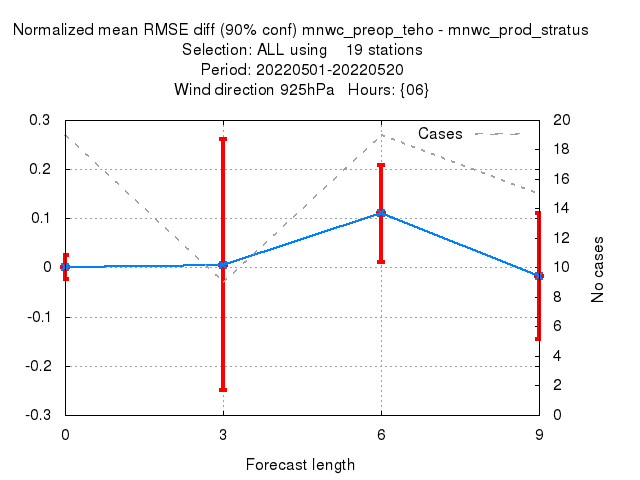 Normalized mean RMSE diff (90% conf) mnwc_preop_teho - mnwc_prod_stratus
Selection: ALL using    19 stations
Period: 20220501-20220520
Wind direction 925hPa   Hours: {06}
Cases
0.3
0.2
0.1
0
-0.1
-0.2
-0.3
20
18
16
14
12
10
8
6
4
2
0
No cases
0 3 6 9
Forecast length